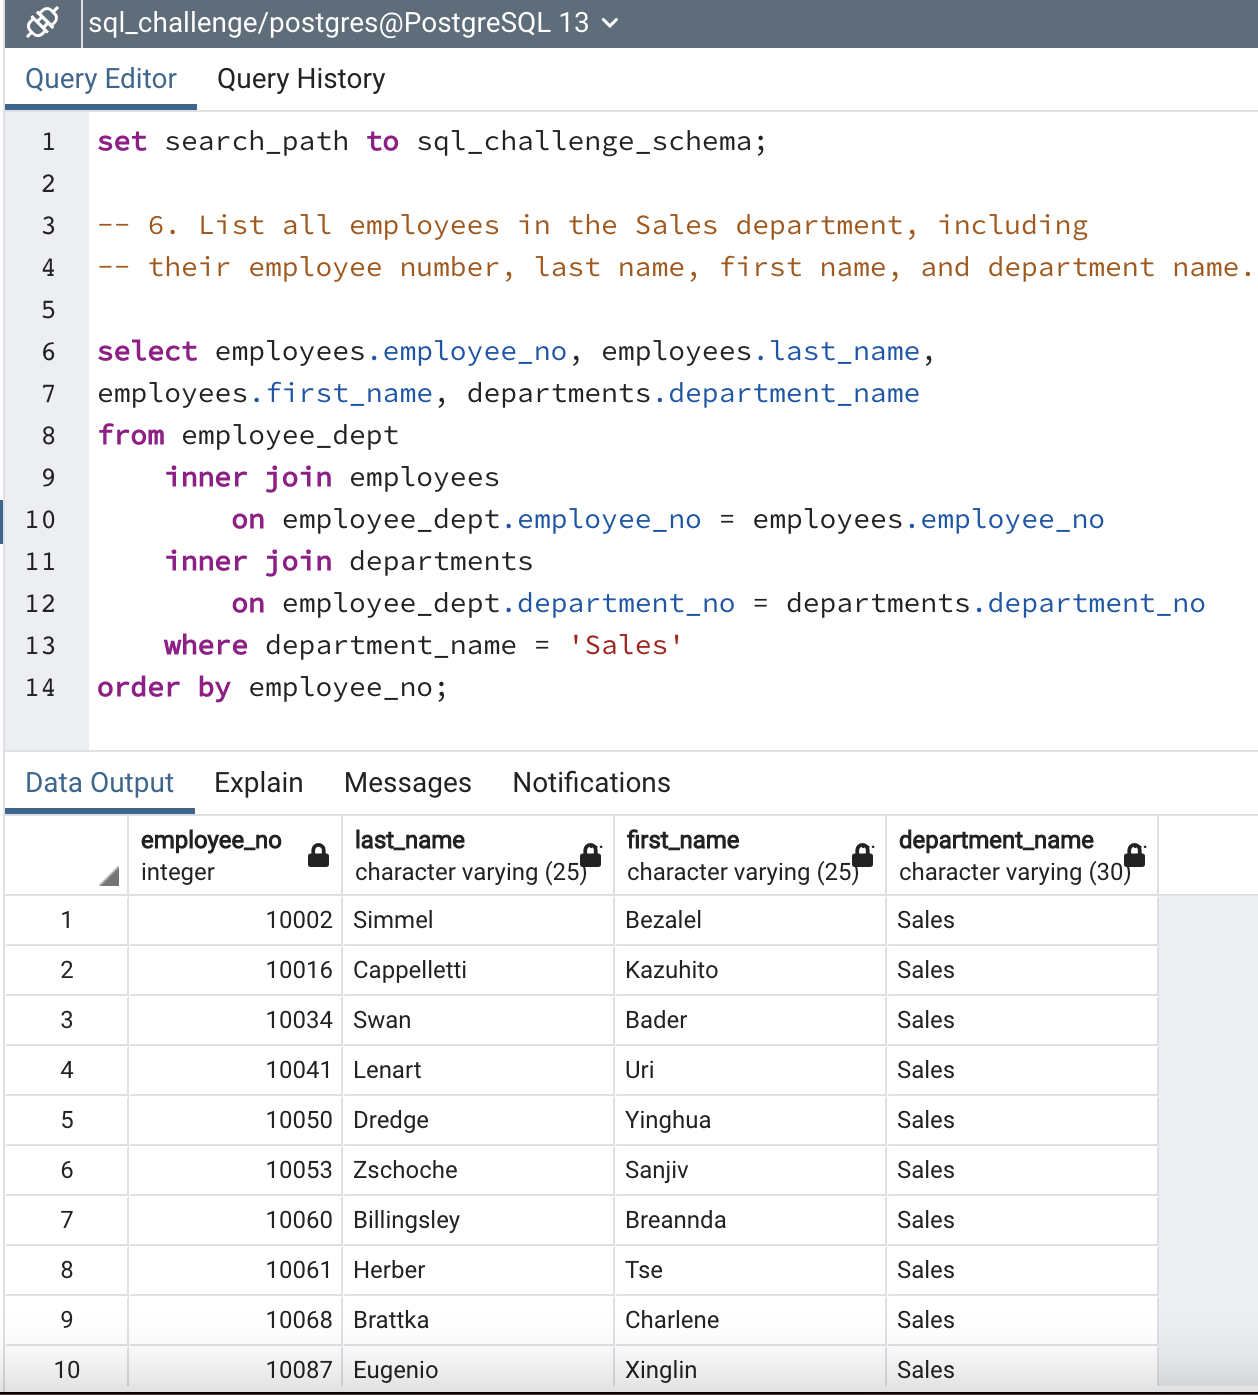 sql_challenge/postgres@PostgreSQL 13
Query Editor Query History
1 set search_path to sql_challenge_schema;
2
3 -- 6. List all employees in the Sales department, including
4 -- their employee number, last name, first name, and department name.
5
6 select employees.employee_no, employees.last_name,
7 employees.first_name, departments.department_name
8 from employee_dept
9 inner join employees
10 on employee_dept.employee_no = employees.employee_no
11 inner join departments
12 on employee_dept.department_no = departments.department_no
13 where department_name = 'Sales'
14 order by employee_no;
Data Output Explain Messages Notifications
employee_no last_name first_name department_name
integer character varying (25) character varying (25) character varying (30)
1 10002 Simmel Bezalel Sales
2 10016 Cappelletti Kazuhito Sales
3 10034 Swan Bader Sales
4 10041 Lenart Uri Sales
5 10050 Dredge Yinghua Sales
6 10053 Zschoche Sanjiv Sales
7 10060 Billingsley Breannda Sales
8 10061 Herber Tse Sales
9 10068 Brattka Charlene Sales
10 10087 Eugenio Xinglin Sales